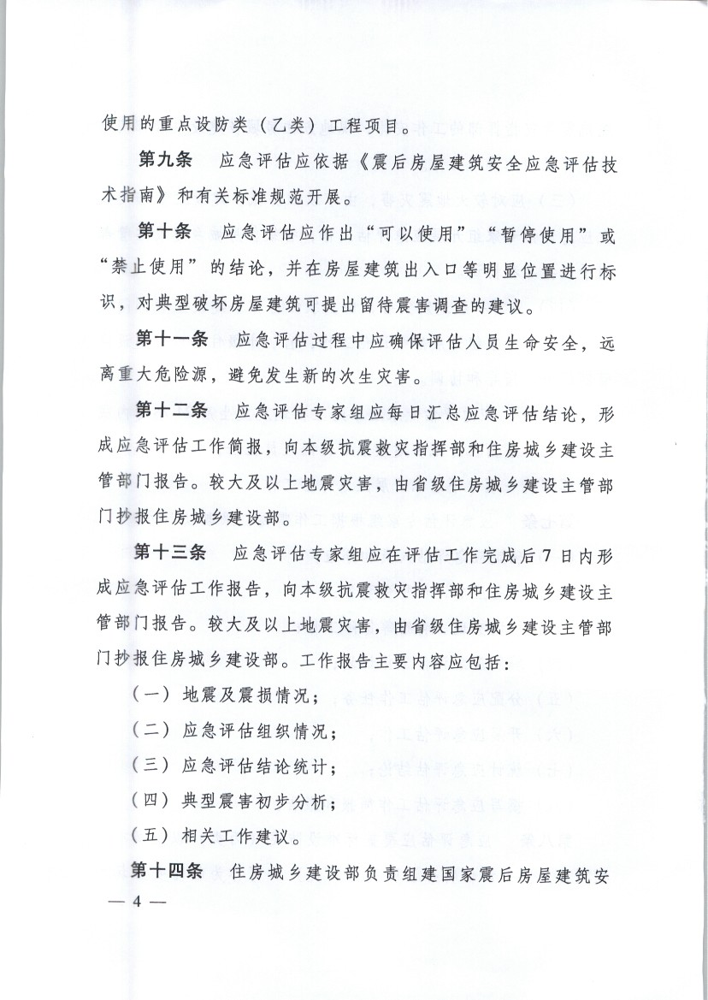 使用的重点设防类（乙类）工程项目。
第九条 应急评估应依据《震后房屋建筑安全应急评估技
术指南》和有关标准规范开展。
第十条 应急评估应作出“可以使用”“暂停使用”或
“禁止使用”的结论，并在房屋建筑出入口等明显位置进行标
识，对典型破坏房屋建筑可提出留待震害调查的建议。
第十一条 应急评估过程中应确保评估人员生命安全，远
离重大危险源，避免发生新的次生灾害。
第十二条 应急评估专家组应每日汇总应急评估结论，形
成应急评估工作简报，向本级抗震救灾指挥部和住房城乡建设主
管部门报告。较大及以上地震灾害，由省级住房城乡建设主管部
门抄报住房城乡建设部。
第十三条 应急评估专家组应在评估工作完成后7日内形
成应急评估工作报告，向本级抗震救灾指挥部和住房城乡建设主
管部门报告。较大及以上地震灾害，由省级住房城乡建设主管部
门抄报住房城乡建设部。工作报告主要内容应包括：
（一）地震及震损情况；
（二）应急评估组织情况；
（三）应急评估结论统计；
（四）典型震害初步分析；
（五）相关工作建议。
第十四条 住房城乡建设部负责组建国家震后房屋建筑安
— 4 —